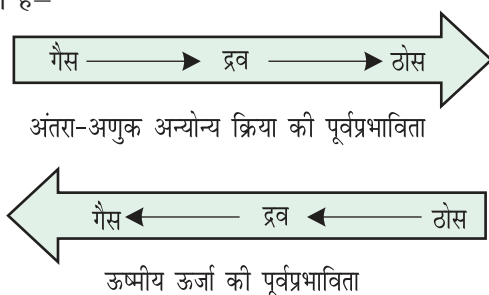 है–
गैस द्रव ठोस
अंतरा-अणुक अन्योन्य क्रिया की पूर्वप्रभाविता
गैस द्रव ठोस
ऊष्मीय ऊर्जा की पूर्वप्रभाविता